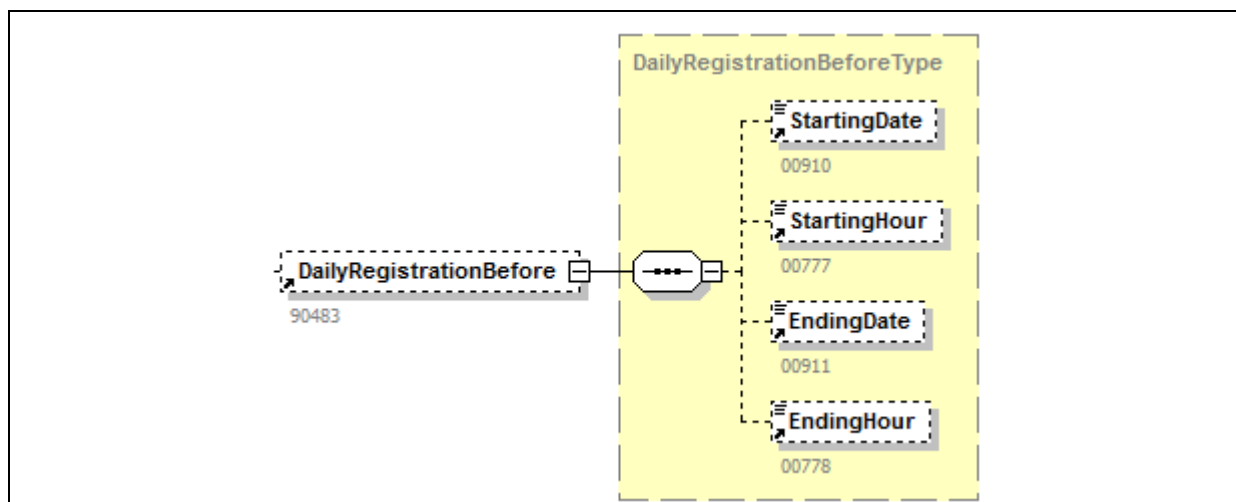 DailyRegistrationBeforeType
StartingDate
00910
StartingHour
00777
DailyRegistrationBefore
90483
EndingDate
00911
EndingHour
00778